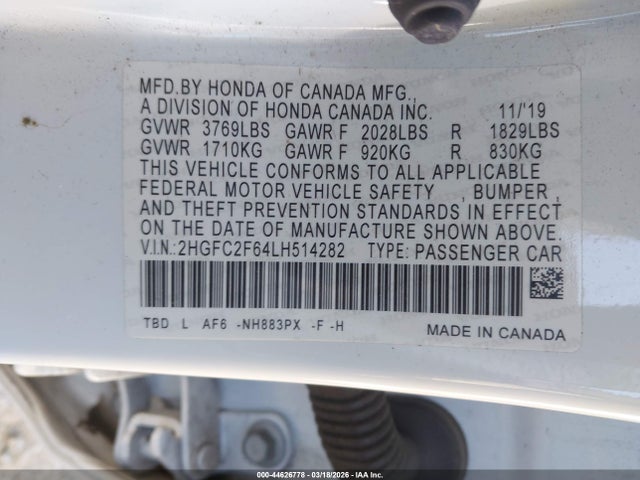 MFD.BY HONDA OF CANADA MFG.,
A DIVISION OF HONDA CANADA INC. 11/'19
GVWR 3769LBS GAWR F 2028LBS R 1829LBS
GVWR 1710KG GAWR F 920KG R 830KG
THIS VEHICLE CONFORMS TO ALL APPLICABLE
FEDERAL MOTOR VEHICLE SAFETY , BUMPER ,
AND THEFT PREVENTION STANDARDS IN EFFECT
ON THE DATE OF MANUFACTURE SHOWN ABOVE.
V.I.N.:2HGFC2F64LH514282 TYPE: PASSENGER CAR
TBD L AF6 -NH883PX -F -H MADE IN CANADA
000-44626778 | 03/18/2026 | IAA Inc.